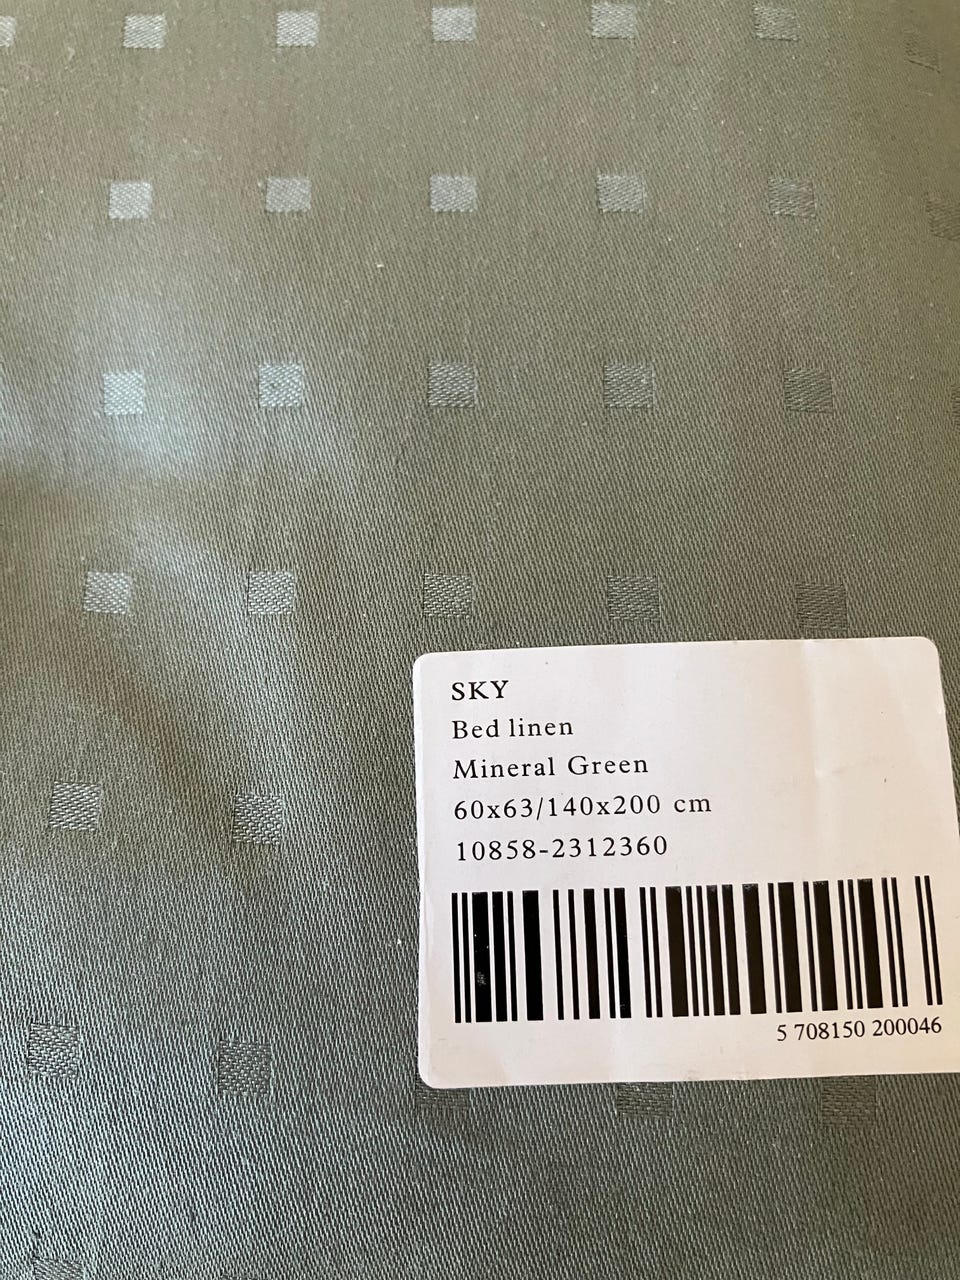 SKY
Bed linen
Mineral Green
60x63/140x200 cm
10858-2312360
5 708150 200046